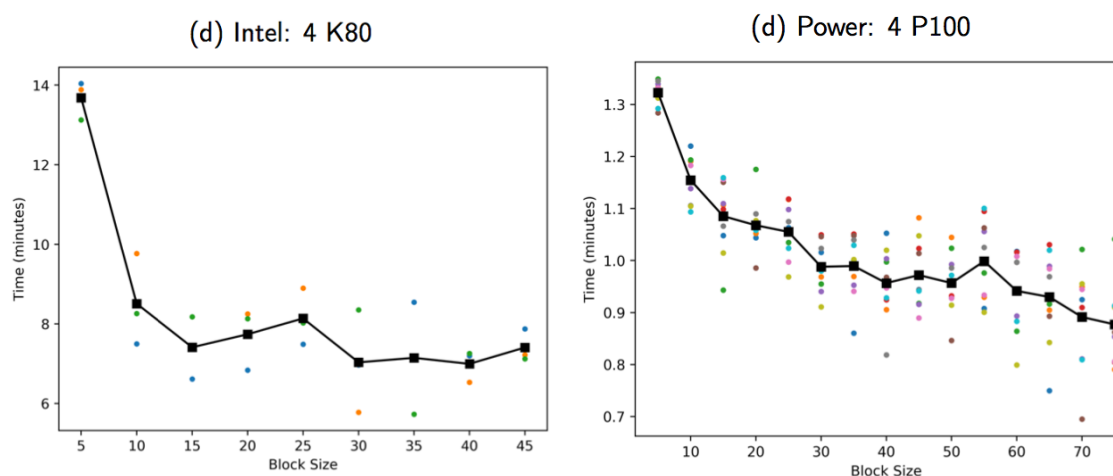 (d) Intel: 4 K80
14
12
10
8
6
Time (minutes)
5 10 15 20 25 30 35 40 45
Block Size
(d) Power: 4 P100
1.3
1.2
1.1
1.0
0.9
0.8
0.7
Time (minutes)
10 20 30 40 50 60 70
Block Size